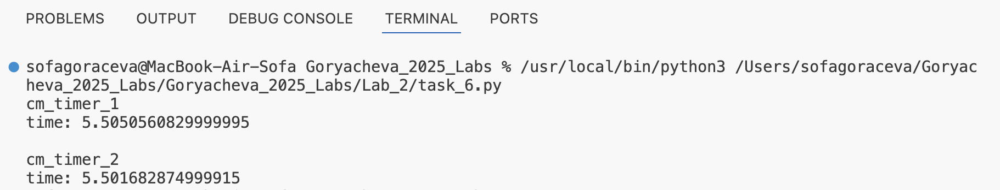 PROBLEMS OUTPUT DEBUG CONSOLE TERMINAL PORTS
sofagoraceva@MacBook-Air-Sofa Goryacheva_2025_Labs % /usr/local/bin/python3 /Users/sofagoraceva/Goryac
heva_2025_Labs/Goryacheva_2025_Labs/Lab_2/task_6.py
cm_timer_1
time: 5.5050560829999995
cm_timer_2
time: 5.501682874999915